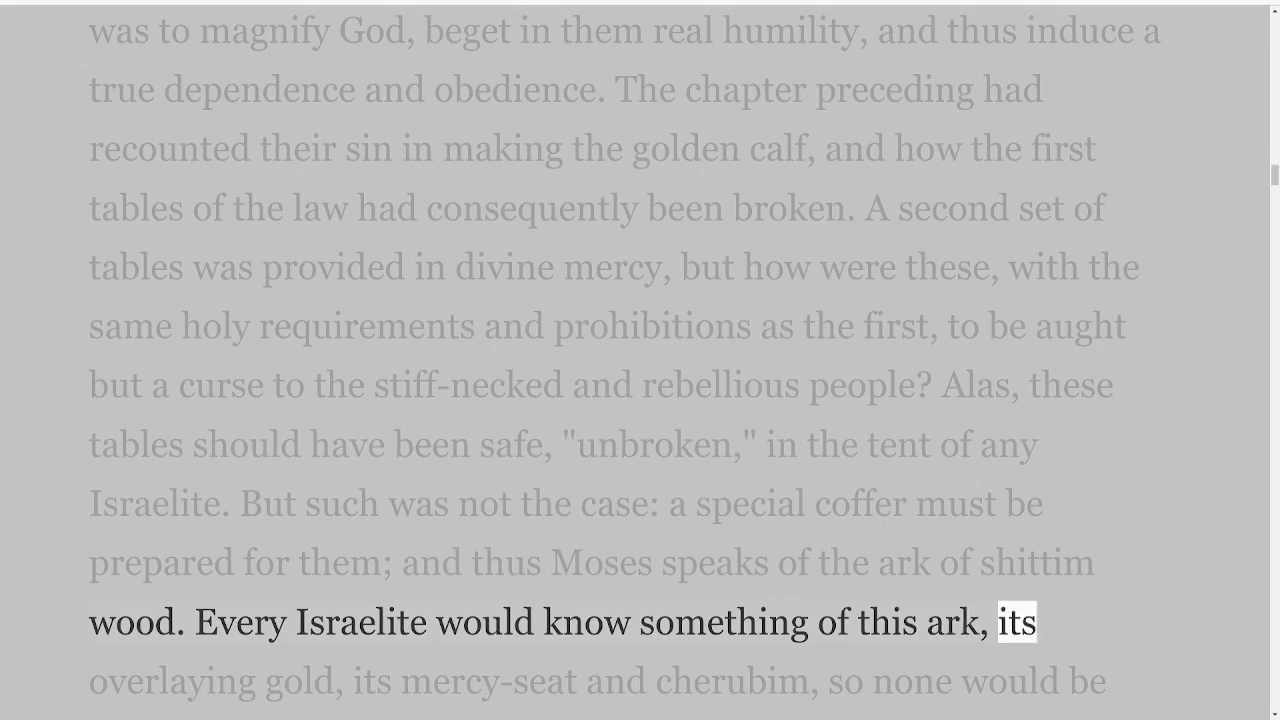 was to magnify God, beget in them real humility, and thus induce a
true dependence and obedience. The chapter preceding had
recounted their sin in making the golden calf, and how the first
tables of the law had consequently been broken. A second set of
tables was provided in divine mercy, but how were these, with the
same holy requirements and prohibitions as the first, to be aught
but a curse to the stiff-necked and rebellious people? Alas, these
tables should have been safe, "unbroken," in the tent of any
Israelite. But such was not the case: a special coffer must be
prepared for them; and thus Moses speaks of the ark of shittim
wood. Every Israelite would know something of this ark, its
overlaying gold, its mercy-seat and cherubim, so none would be